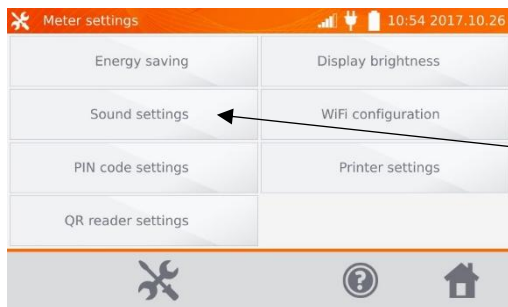 Meter settings 10:54 2017.10.26
Energy saving Display brightness
Sound settings WiFi configuration
PIN code settings Printer settings
QR reader settings